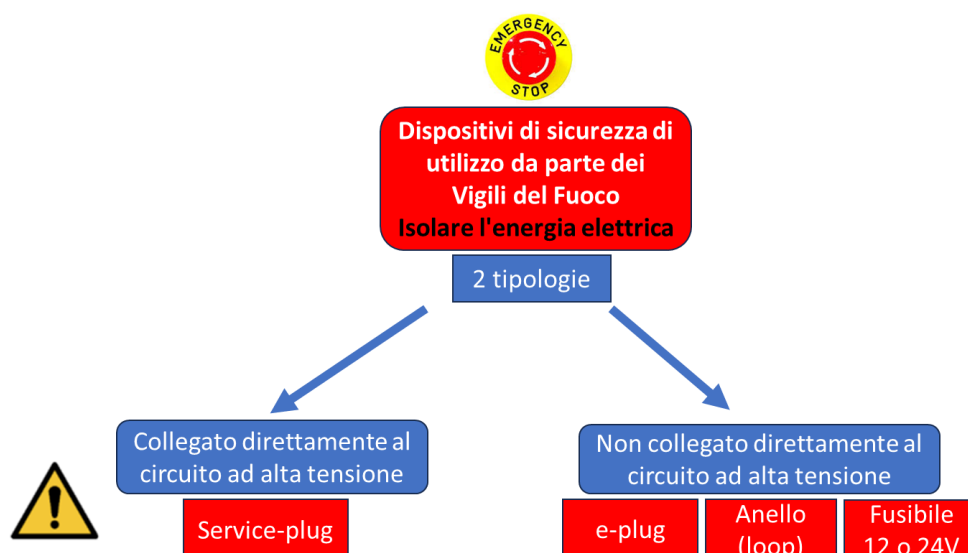 EMERGENCY
STOP
Dispositivi di sicurezza di
utilizzo da parte dei
Vigili del Fuoco
Isolare l'energia elettrica
2 tipologie
Collegato direttamente al
circuito ad alta tensione
Non collegato direttamente al
circuito ad alta tensione
Service-plug
e-plug
Anello
(loop)
Fusibile
12 o 24V